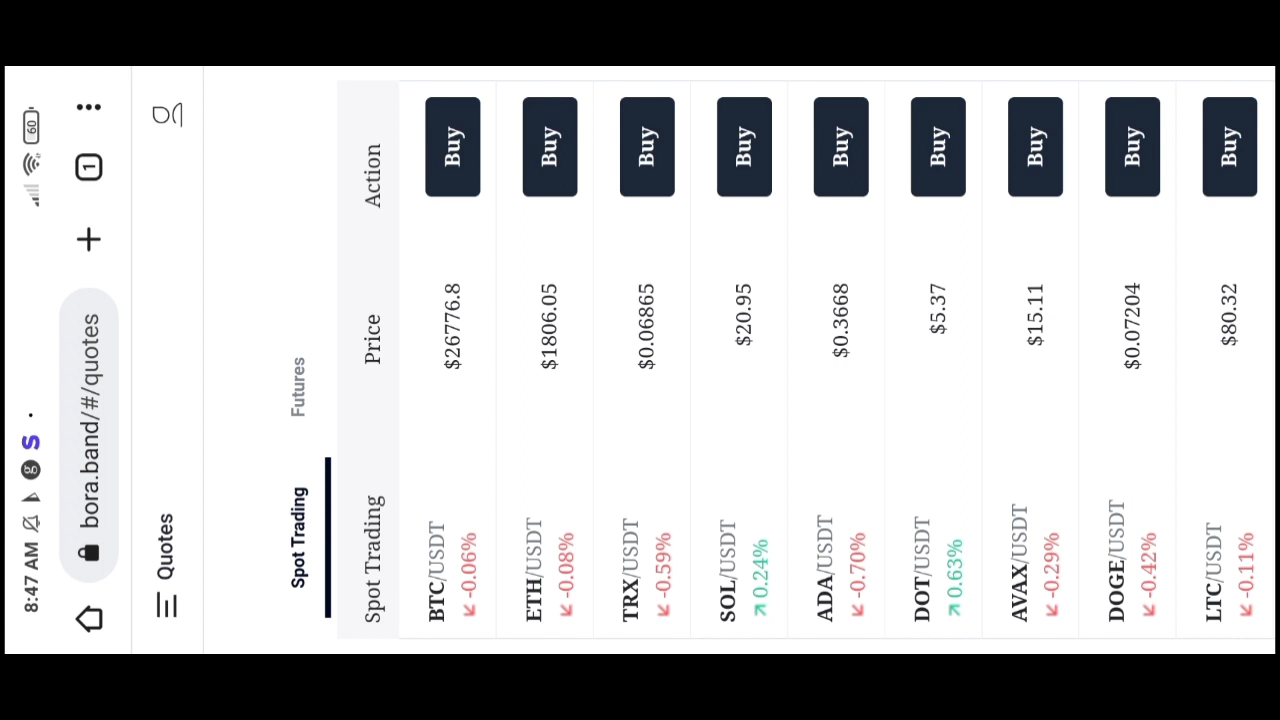 8:47 AM g S . 60
bora.band/#/quotes 1
Quotes
Spot Trading Futures
Spot Trading Price Action
BTC/USDT $26776.8 Buy
-0.06%
ETH/USDT $1806.05 Buy
-0.08%
TRX/USDT $0.06865 Buy
-0.59%
SOL/USDT $20.95 Buy
0.24%
ADA/USDT $0.3668 Buy
-0.70%
DOT/USDT $5.37 Buy
0.63%
AVAX/USDT $15.11 Buy
-0.29%
DOGE/USDT $0.07204 Buy
-0.42%
LTC/USDT $80.32 Buy
-0.11%